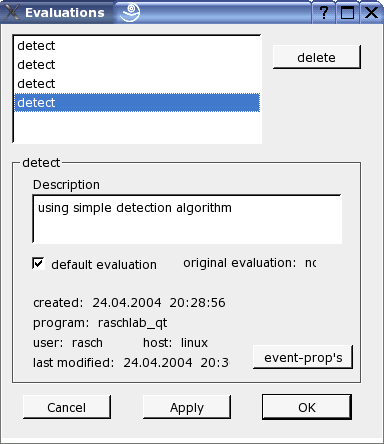 Evaluations ?
detect
delete
detect
detect
detect
detect
Description
using simple detection algorithm
default evaluation original evaluation:
created: 24.04.2004 20:28:56
program: raschlab_qt
user: rasch host: linux
last modified: 24.04.2004 20:3
event-prop's
Cancel Apply OK